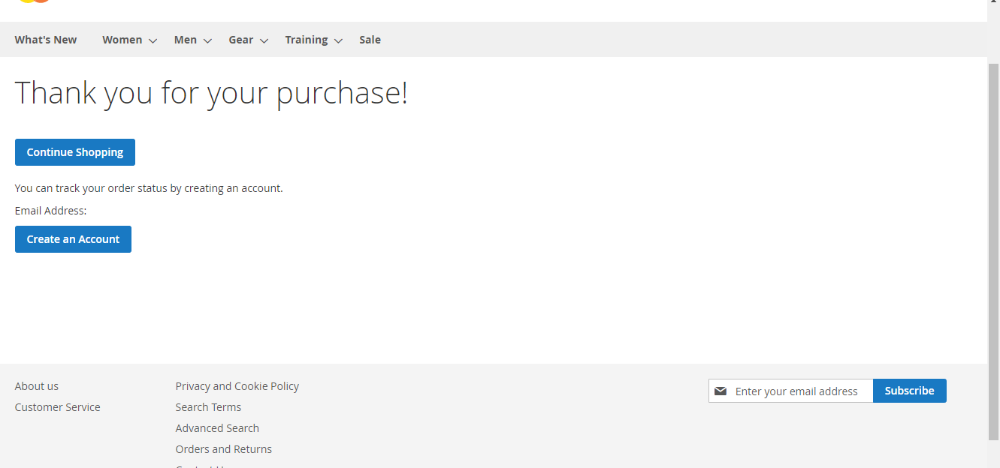 What's New Women Men Gear Training Sale
Thank you for your purchase!
Continue Shopping
You can track your order status by creating an account.
Email Address:
Create an Account
About us
Customer Service
Privacy and Cookie Policy
Search Terms
Advanced Search
Orders and Returns
Enter your email address
Subscribe